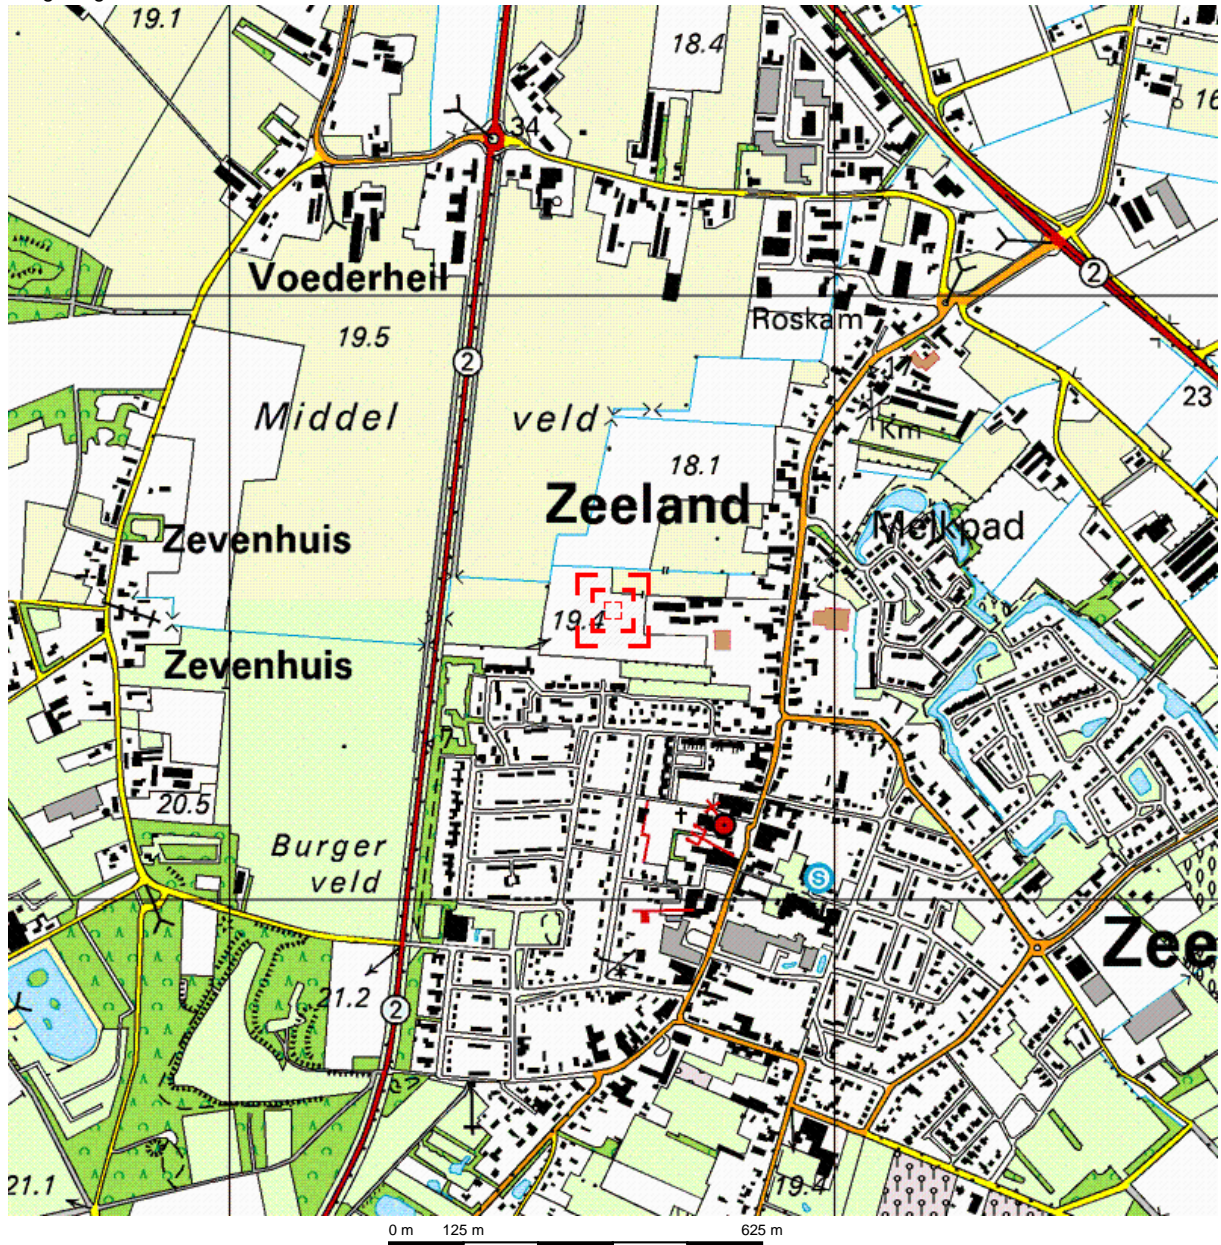 19.1
18.4
34
16
2
Voederheil
Roskam
19.5
2
23
Middel veld
Km
18.1
Zeeland
Melkpad
Zevenhuis
19.4
Zevenhuis
20.5
Burger
veld
S
Zee
21.2
2
21.1
19.4
0 m 125 m 625 m